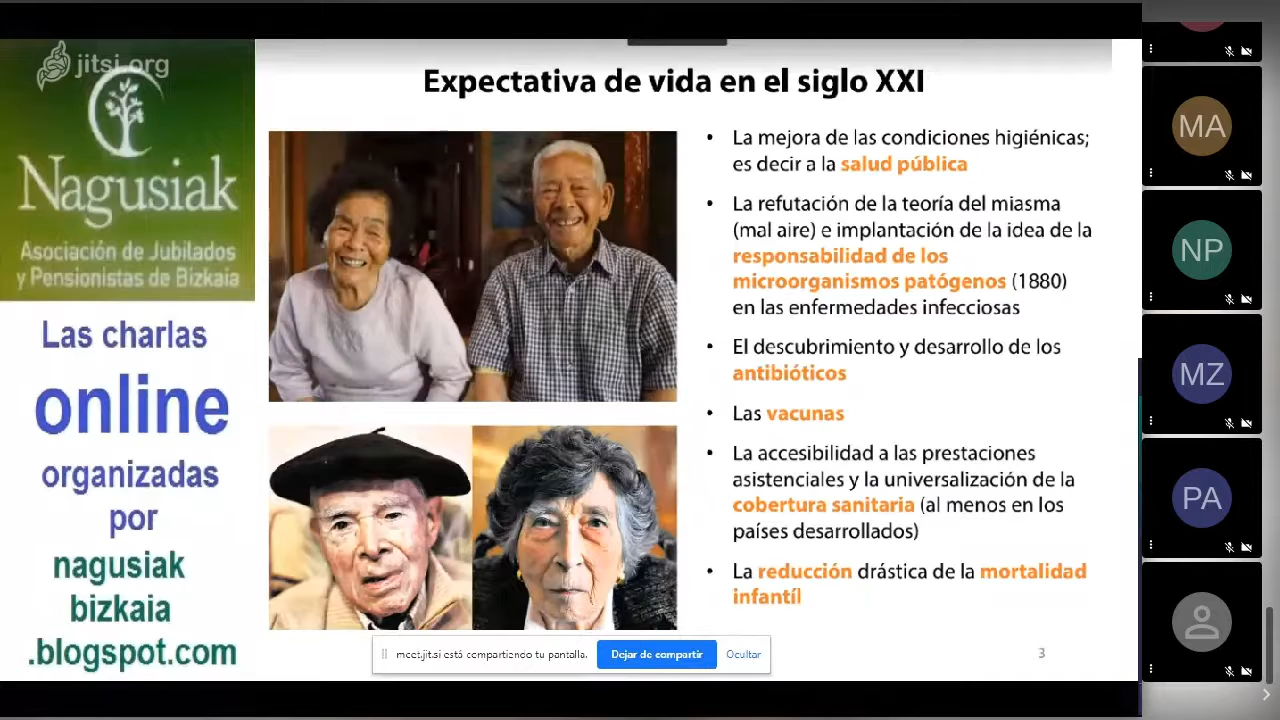 jitsi.org
Nagusiak
Asociación de Jubilados
y Pensionistas de Bizkaia
Las charlas
online
organizadas
por
nagusiak
bizkaia
.blogspot.com
Expectativa de vida en el siglo XXI
• La mejora de las condiciones higiénicas;
es decir a la salud pública
• La refutación de la teoría del miasma
(mal aire) e implantación de la idea de la
responsabilidad de los
microorganismos patógenos (1880)
en las enfermedades infecciosas
• El descubrimiento y desarrollo de los
antibióticos
• Las vacunas
• La accesibilidad a las prestaciones
asistenciales y la universalización de la
cobertura sanitaria (al menos en los
países desarrollados)
• La reducción drástica de la mortalidad
infantíl
meet.jit.si está compartiendo tu pantalla.
Dejar de compartir
Ocultar
3
MA
NP
MZ
PA